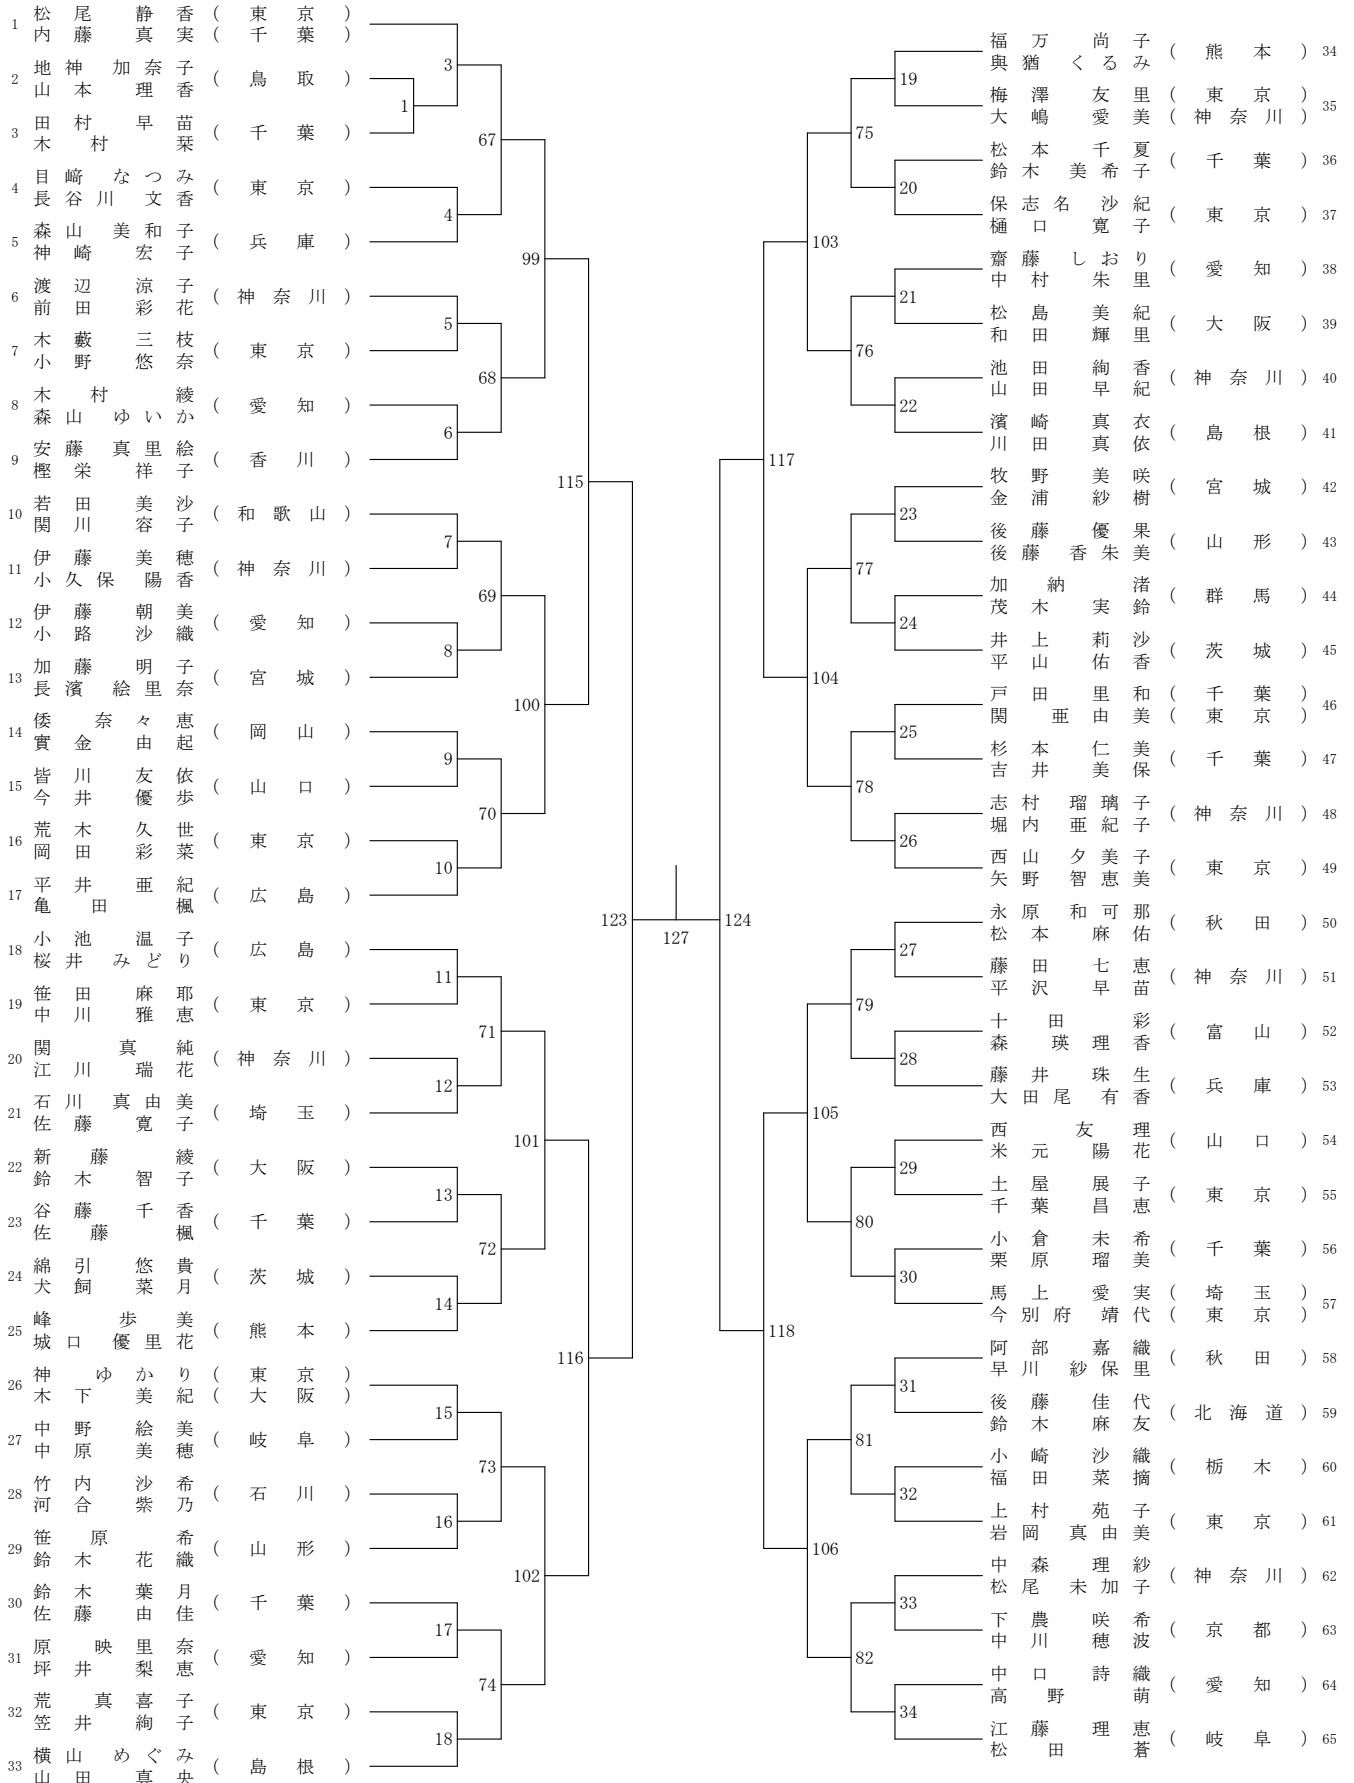 1 松尾 静香 (東京)
内藤 真実 (千葉)
2 地神 加奈子 (鳥取)
山本 理香
3 田村 早苗 (千葉)
木村 栞
4 目﨑 なつみ (東京)
長谷川 文香
5 森山 美和子 (兵庫)
神崎 宏子
6 渡辺 涼子 (神奈川)
前田 彩花
7 木藪 三枝 (東京)
小野 悠奈
8 木村 綾 (愛知)
森山 ゆいか
9 安藤 真里絵 (香川)
樫栄 祥子
10 若田 美沙 (和歌山)
関川 容子
11 伊藤 美穂 (神奈川)
小久保 陽香
12 伊藤 朝美 (愛知)
小路 沙織
13 加藤 明子 (宮城)
長濱 絵里奈
14 倭 奈々恵 (岡山)
實金 由起
15 皆川 友依 (山口)
今井 優歩
16 荒木 久世 (東京)
岡田 彩菜
17 平井 亜紀 (広島)
亀田 楓
18 小池 温子 (広島)
桜井 みどり
19 笹田 麻耶 (東京)
中川 雅恵
20 関 真純 (神奈川)
江川 瑞花
21 石川 真由美 (埼玉)
佐藤 寛子
22 新藤 綾 (大阪)
鈴木 智子
23 谷藤 千香 (千葉)
佐藤 楓
24 綿引 悠貴 (茨城)
犬飼 菜月
25 峰 歩美 (熊本)
城口 優里花
26 神 ゆかり (東京)
木下 美紀 (大阪)
27 中野 絵美 (岐阜)
中原 美穂
28 竹内 沙希 (石川)
河合 紫乃
29 笹原 希 (山形)
鈴木 花織
30 鈴木 葉月 (千葉)
佐藤 由佳
31 原 映里奈 (愛知)
坪井 梨恵
32 荒 真喜子 (東京)
笠井 絢子
33 横山 めぐみ (島根)
山田 真央
1
3
4
5
6
7
8
9
10
11
12
13
14
15
16
17
18
67
68
69
70
71
72
73
74
99
100
101
102
115
116
123
127
124
117
118
103
104
105
106
75
76
77
78
79
80
81
82
19
20
21
22
23
24
25
26
27
28
29
30
31
32
33
34
福万 尚子 (熊本) 34
與猶 くるみ
梅澤 友里 (東京) 35
大嶋 愛美 (神奈川)
松本 千夏 (千葉) 36
鈴木 美希子
保志名 沙紀 (東京) 37
樋口 寛子
齋藤 しおり (愛知) 38
中村 朱里
松島 美紀 (大阪) 39
和田 輝里
池田 絢香 (神奈川) 40
山田 早紀
濱崎 真衣 (島根) 41
川田 真依
牧野 美咲 (宮城) 42
金浦 紗樹
後藤 優果 (山形) 43
後藤 香朱美
加納 渚 (群馬) 44
茂木 実鈴
井上 莉沙 (茨城) 45
平山 佑香
戸田 里和 (千葉) 46
関 亜由美 (東京)
杉本 仁美 (千葉) 47
吉井 美保
志村 瑠璃子 (神奈川) 48
堀内 亜紀子
西山 夕美子 (東京) 49
矢野 智恵美
永原 和可那 (秋田) 50
松本 麻佑
藤田 七恵 (神奈川) 51
平沢 早苗
十田 彩 (富山) 52
森 瑛理香
藤井 珠生 (兵庫) 53
大田尾 有香
西 友理 (山口) 54
米元 陽花
土屋 展子 (東京) 55
千葉 昌恵
小倉 未希 (千葉) 56
栗原 瑠美
馬上 愛実 (埼玉) 57
今別府 靖代 (東京)
阿部 嘉織 (秋田) 58
早川 紗保里
後藤 佳代 (北海道) 59
鈴木 麻友
小崎 沙織 (栃木) 60
福田 菜摘
上村 苑子 (東京) 61
岩岡 真由美
中森 理紗 (神奈川) 62
松尾 未加子
下農 咲希 (京都) 63
中川 穂波
中口 詩織 (愛知) 64
高野 萌
江藤 理恵 (岐阜) 65
松田 蒼